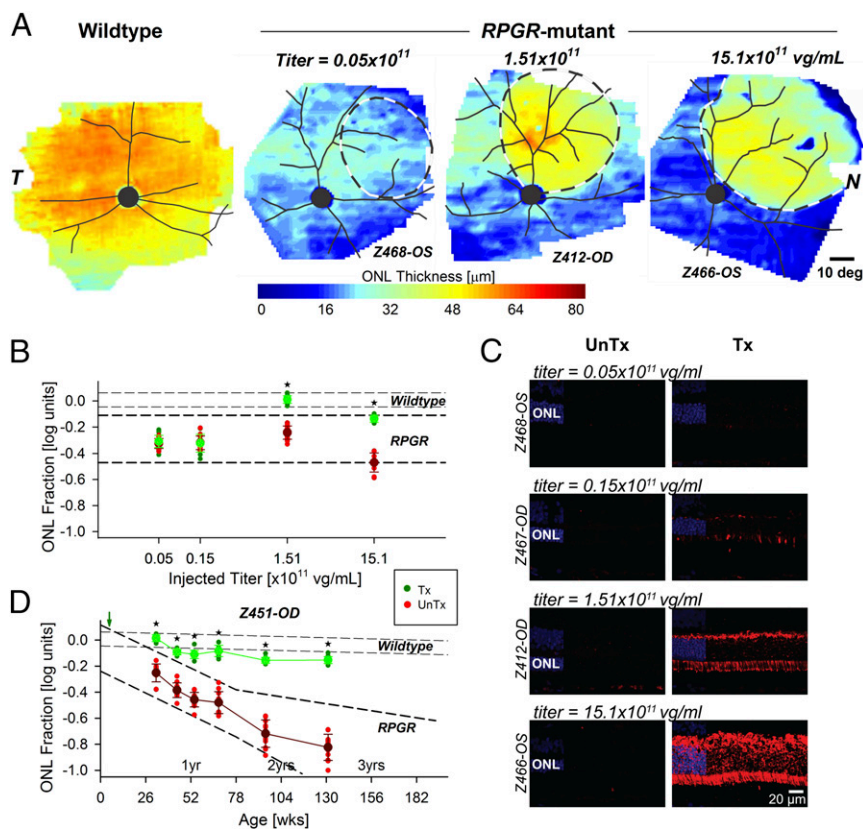 A
Wildtype
RPGR-mutant
Titer = 0.05x10¹¹
1.51x10¹¹
15.1x10¹¹ vg/mL
T
N
Z468-OS
Z412-OD
Z466-OS
10 deg
ONL Thickness [µm]
0 16 32 48 64 80
B
ONL Fraction [log units]
0.0
-0.2
-0.4
-0.6
-0.8
-1.0
Wildtype
RPGR
★
★
0.05
0.15
1.51
15.1
Injected Titer [x10¹¹ vg/mL]
Tx
UnTx
C
UnTx
Tx
titer = 0.05x10¹¹ vg/ml
Z468-OS
ONL
titer = 0.15x10¹¹ vg/ml
Z467-OD
ONL
titer = 1.51x10¹¹ vg/ml
Z412-OD
ONL
titer = 15.1x10¹¹ vg/ml
Z466-OS
ONL
20 µm
D
Z451-OD
ONL Fraction [log units]
0.0
-0.2
-0.4
-0.6
-0.8
-1.0
★ ★ ★ ★ ★ ★
Wildtype
RPGR
1yr
2yrs
3yrs
0 26 52 78 104 130 156 182
Age [wks]